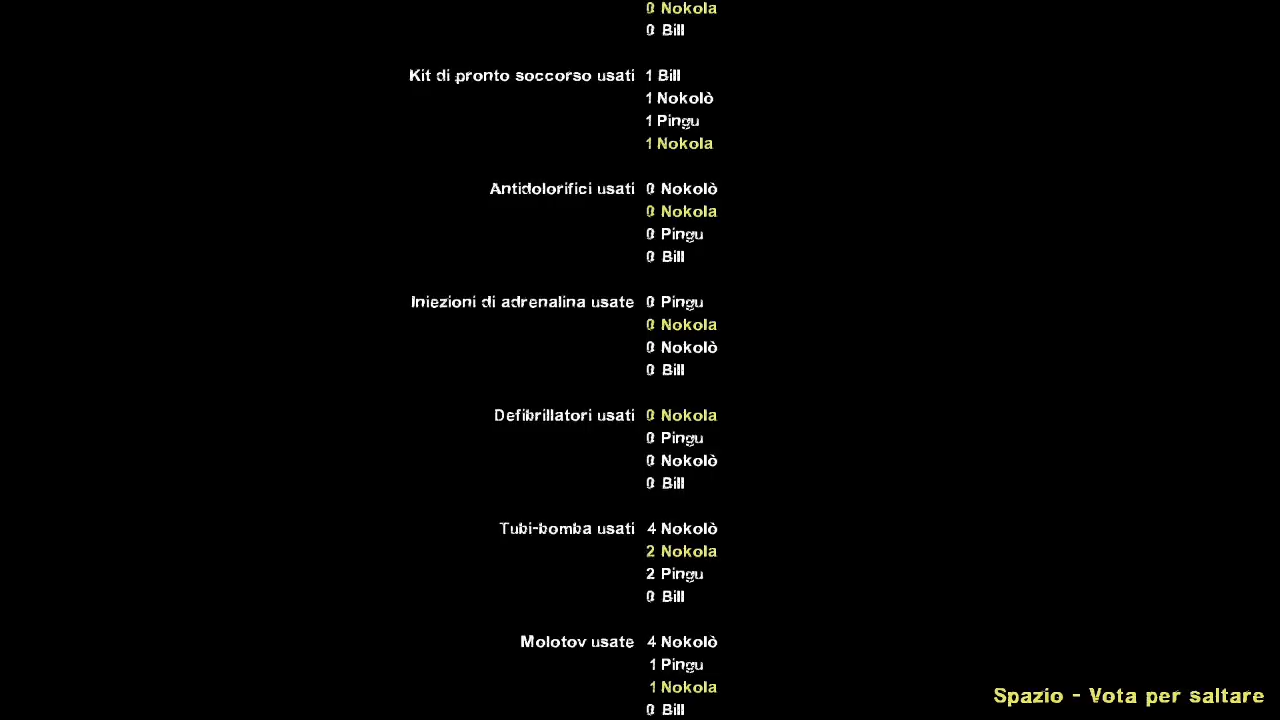 0 Nokola
0 Bill
Kit di pronto soccorso usati 1 Bill
1 Nokolò
1 Pingu
1 Nokola
Antidolorifici usati 0 Nokolò
0 Nokola
0 Pingu
0 Bill
Iniezioni di adrenalina usate 0 Pingu
0 Nokola
0 Nokolò
0 Bill
Defibrillatori usati 0 Nokola
0 Pingu
0 Nokolò
0 Bill
Tubi-bomba usati 4 Nokolò
2 Nokola
2 Pingu
0 Bill
Molotov usate 4 Nokolò
1 Pingu
1 Nokola
0 Bill
Spazio - Vota per saltare